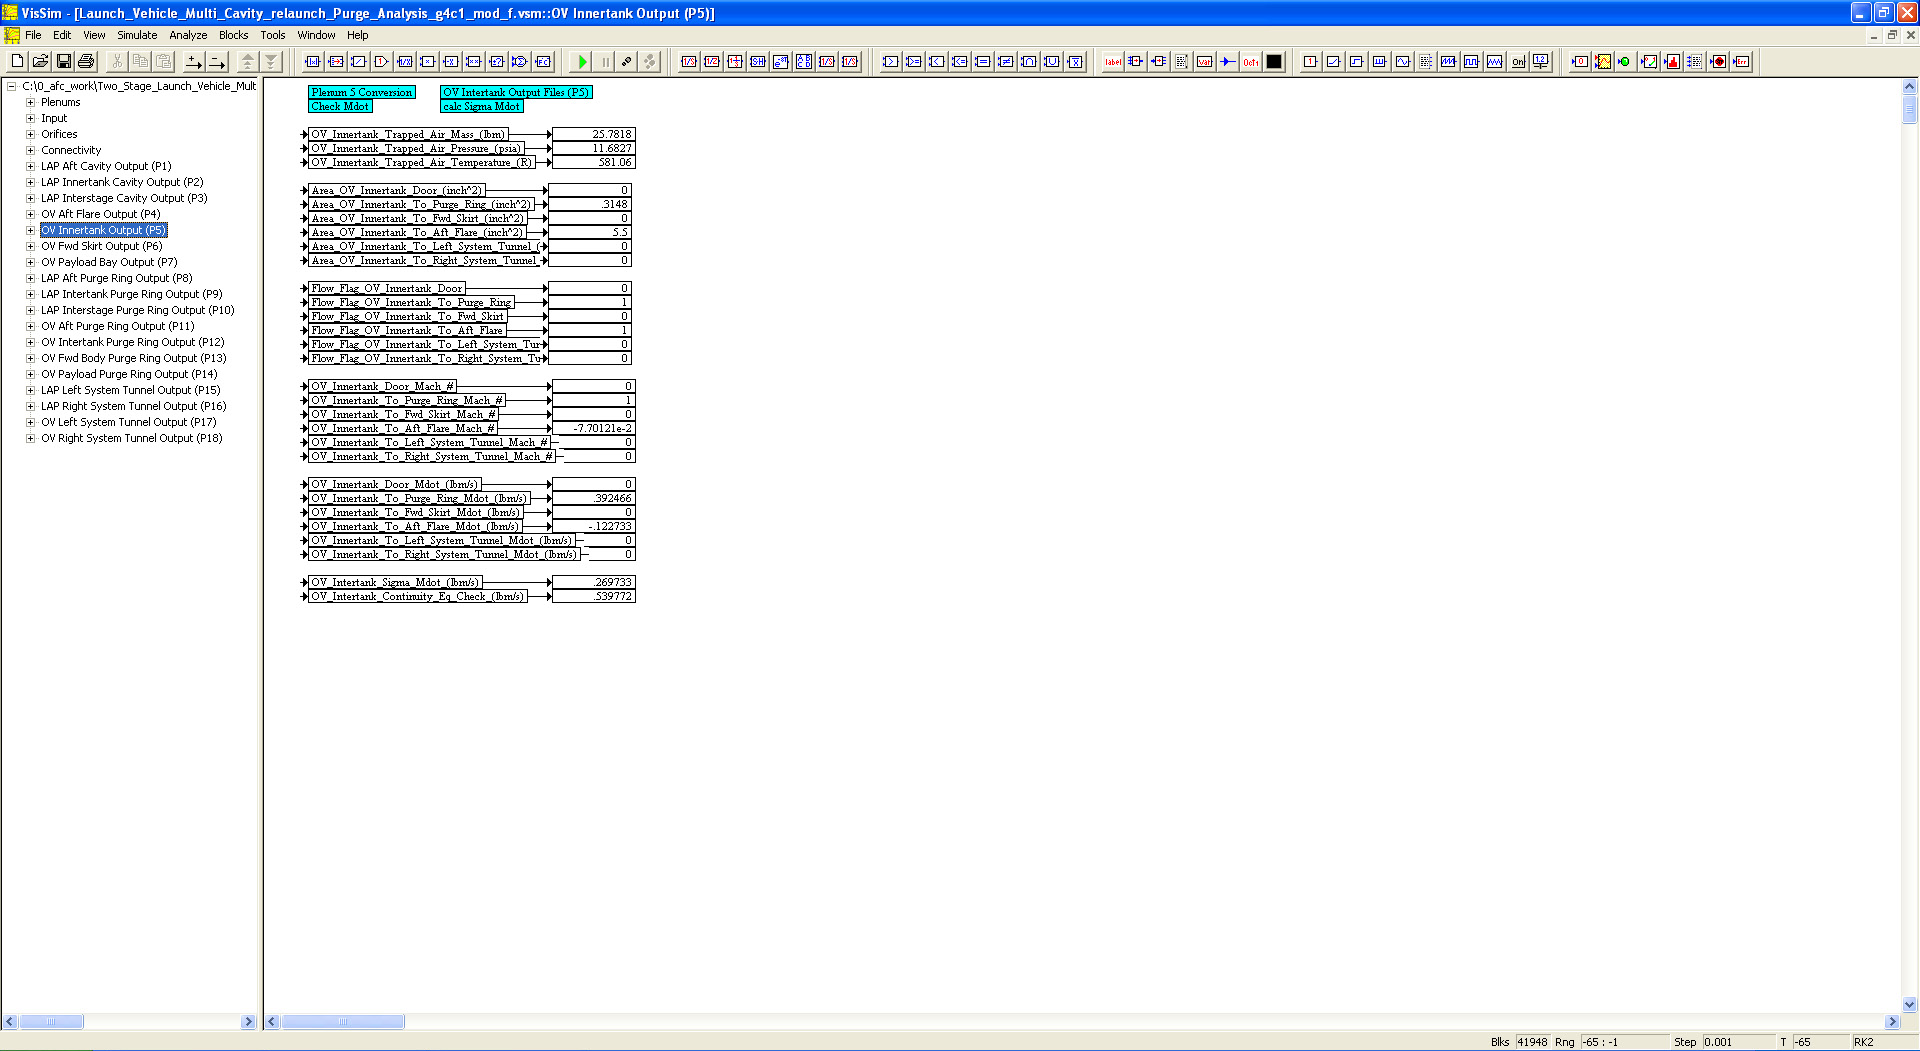 VisSim - [Launch_Vehicle_Multi_Cavity_relaunch_Purge_Analysis_g4c1_mod_f.vsm::OV Innertank Output (P5)]
File Edit View Simulate Analyze Blocks Tools Window Help
C:\0_afc_work\Two_Stage_Launch_Vehicle_Mult
Plenums
Input
Orifices
Connectivity
LAP Aft Cavity Output (P1)
LAP Innertank Cavity Output (P2)
LAP Interstage Cavity Output (P3)
OV Aft Flare Output (P4)
OV Innertank Output (P5)
OV Fwd Skirt Output (P6)
OV Payload Bay Output (P7)
LAP Aft Purge Ring Output (P8)
LAP Intertank Purge Ring Output (P9)
LAP Interstage Purge Ring Output (P10)
OV Aft Purge Ring Output (P11)
OV Intertank Purge Ring Output (P12)
OV Fwd Body Purge Ring Output (P13)
OV Payload Purge Ring Output (P14)
LAP Left System Tunnel Output (P15)
LAP Right System Tunnel Output (P16)
OV Left System Tunnel Output (P17)
OV Right System Tunnel Output (P18)
Plenum 5 Conversion OV Intertank Output Files (P5)
Check Mdot calc Sigma Mdot
OV_Innertank_Trapped_Air_Mass_(lbm) 25.7818
OV_Innertank_Trapped_Air_Pressure_(psia) 11.6827
OV_Innertank_Trapped_Air_Temperature_(R) 581.06
Area_OV_Innertank_Door_(inch^2) 0
Area_OV_Innertank_To_Purge_Ring_(inch^2) .3148
Area_OV_Innertank_To_Fwd_Skirt_(inch^2) 0
Area_OV_Innertank_To_Aft_Flare_(inch^2) 5.5
Area_OV_Innertank_To_Left_System_Tunnel_( 0
Area_OV_Innertank_To_Right_System_Tunnel_ 0
Flow_Flag_OV_Innertank_Door 0
Flow_Flag_OV_Innertank_To_Purge_Ring 1
Flow_Flag_OV_Innertank_To_Fwd_Skirt 0
Flow_Flag_OV_Innertank_To_Aft_Flare 1
Flow_Flag_OV_Innertank_To_Left_System_Tur 0
Flow_Flag_OV_Innertank_To_Right_System_Tu 0
OV_Innertank_Door_Mach_# 0
OV_Innertank_To_Purge_Ring_Mach_# 1
OV_Innertank_To_Fwd_Skirt_Mach_# 0
OV_Innertank_To_Aft_Flare_Mach_# -7.70121e-2
OV_Innertank_To_Left_System_Tunnel_Mach_# 0
OV_Innertank_To_Right_System_Tunnel_Mach_# 0
OV_Innertank_Door_Mdot_(lbm/s) 0
OV_Innertank_To_Purge_Ring_Mdot_(lbm/s) .392466
OV_Innertank_To_Fwd_Skirt_Mdot_(lbm/s) 0
OV_Innertank_To_Aft_Flare_Mdot_(lbm/s) -.122733
OV_Innertank_To_Left_System_Tunnel_Mdot_(lbm/s) 0
OV_Innertank_To_Right_System_Tunnel_Mdot_(lbm/s) 0
OV_Intertank_Sigma_Mdot_(lbm/s) .269733
OV_Intertank_Continuity_Eq_Check_(lbm/s) .539772
Blks 41948 Rng -65 : -1 Step 0.001 T -65 RK2